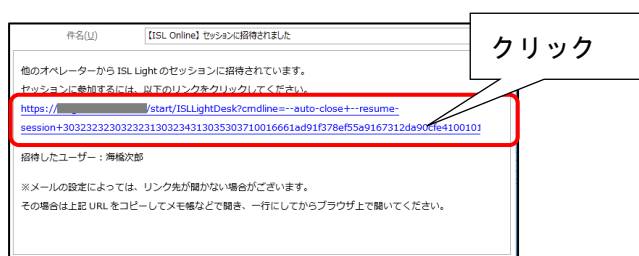 件名(U)
【ISL Online】セッションに招待されました
クリック
他のオペレーターから ISL Light のセッションに招待されています。
セッションに参加するには、以下のリンクをクリックしてください。
https:// /start/ISLLightDesk?cmdline=--auto-close+--resume-
session+
招待したユーザー：海橋次郎
※メールの設定によっては、リンク先が開かない場合がございます。
その場合は上記 URL をコピーしてメモ帳などで開き、一行にしてからブラウザ上で開いてください。